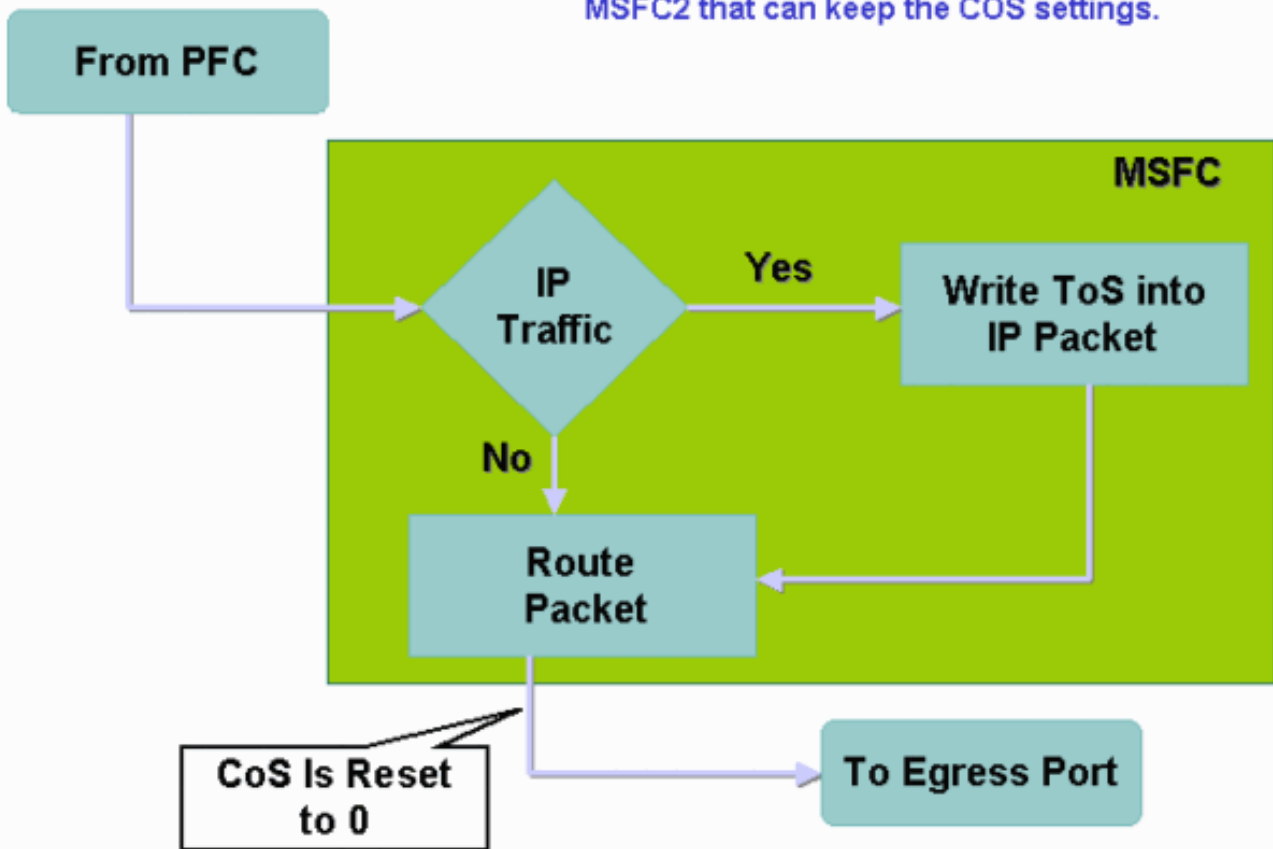 MSFC2 that can keep the COS settings.
From PFC
MSFC
IP
Traffic
Yes
Write ToS into
IP Packet
No
Route
Packet
CoS Is Reset
to 0
To Egress Port